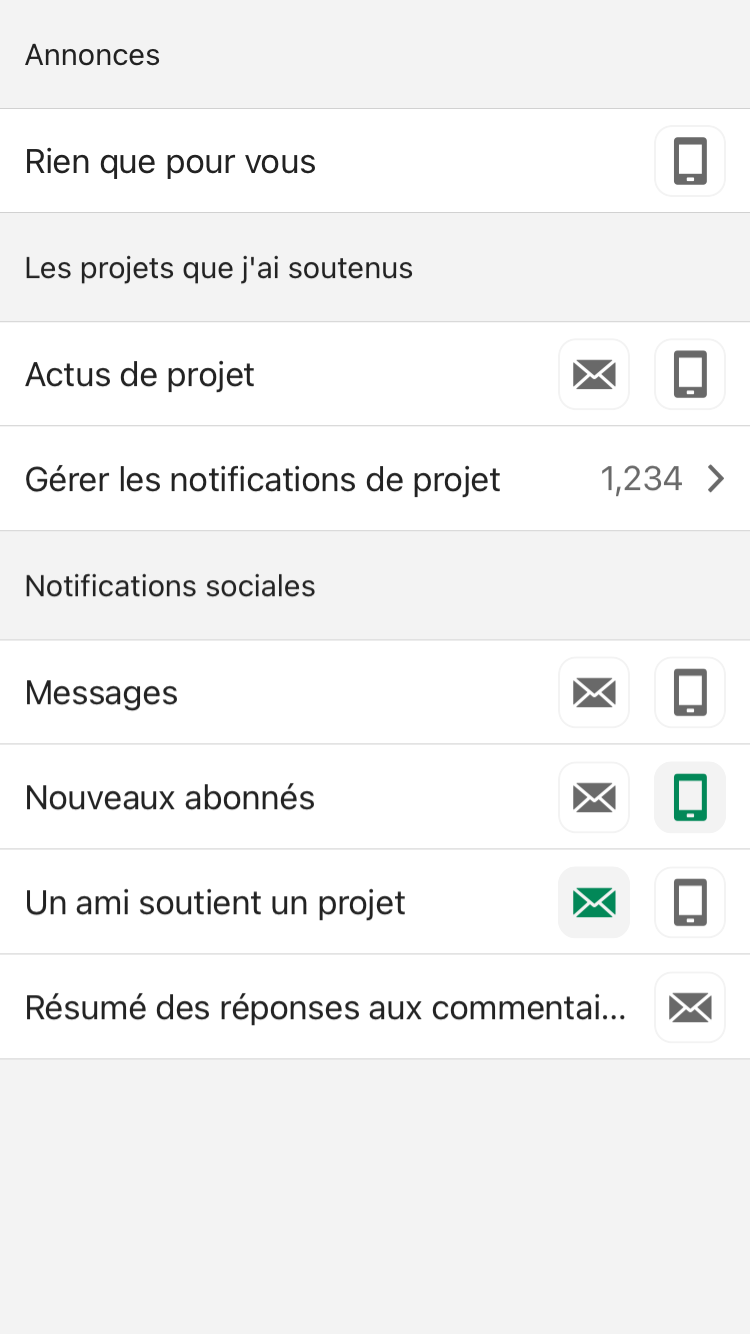 Annonces
Rien que pour vous
Les projets que j'ai soutenus
Actus de projet
Gérer les notifications de projet 1,234
Notifications sociales
Messages
Nouveaux abonnés
Un ami soutient un projet
Résumé des réponses aux commentai...